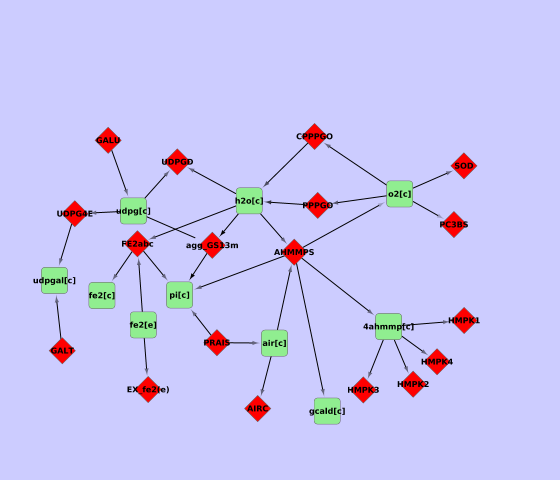 CPPPGO
GALU
UDPGD
SOD
o2[c]
h2o[c]
PPPGO
udpg[c]
UDPG4E
PC3BS
FE2abc
agg_GS13m
AHMMPS
udpgal[c]
fe2[c]
pi[c]
fe2[e]
4ahmmp[c]
HMPK1
PRAIS
air[c]
GALT
HMPK4
HMPK2
EX_fe2(e)
HMPK3
AIRC
gcald[c]